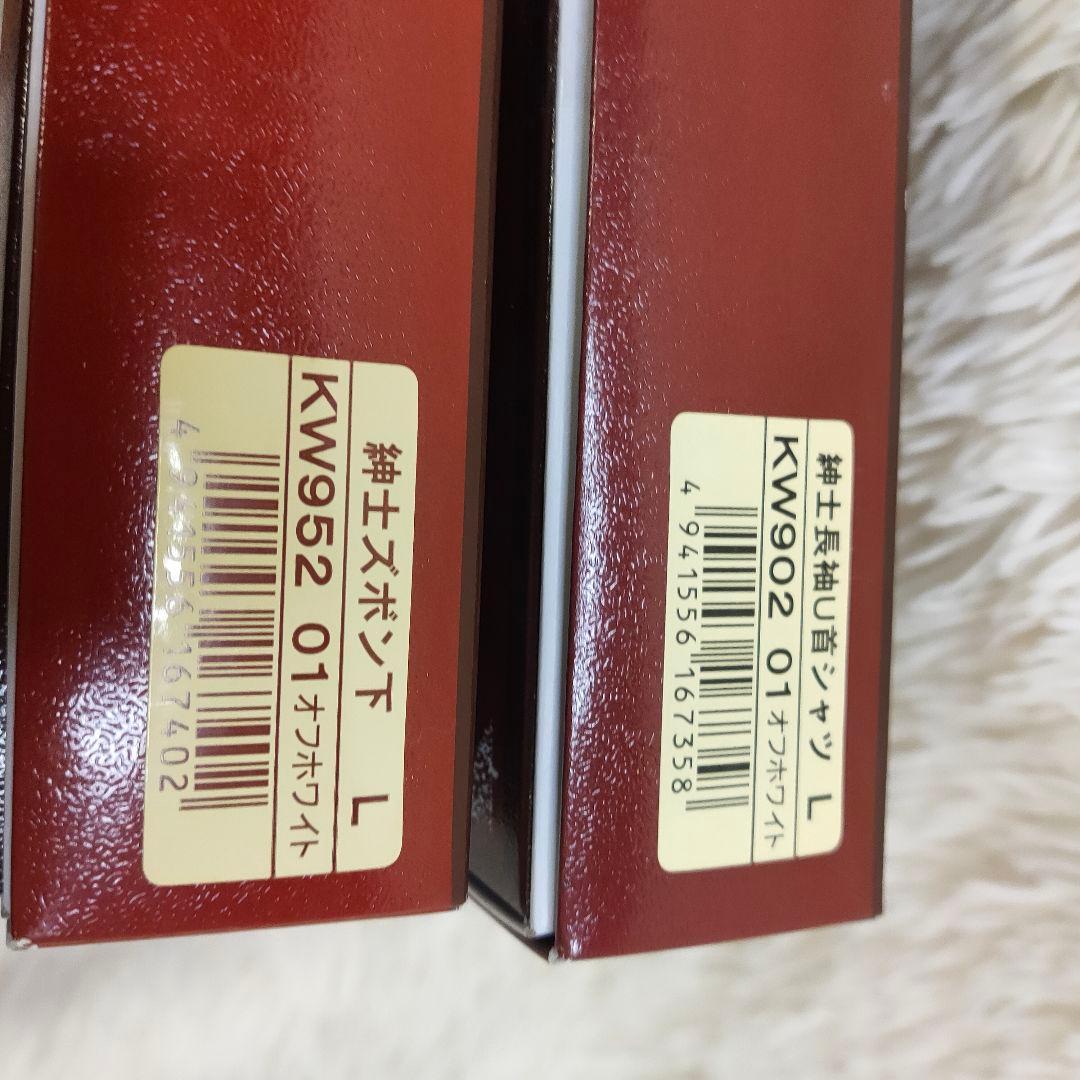 紳士ズボン下 L
KW952 01オフホワイト
4 941556 167402
紳士長袖U首シャツ L
KW902 01オフホワイト
4 941556 167358